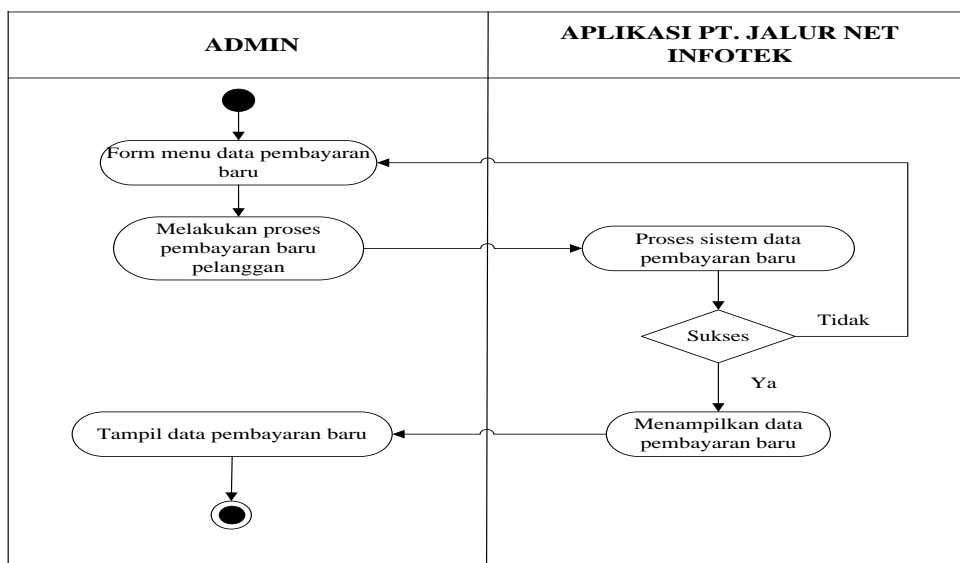 ADMIN
APLIKASI PT. JALUR NET
INFOTEK
Form menu data pembayaran
baru
Melakukan proses
pembayaran baru
pelanggan
Proses sistem data
pembayaran baru
Sukses
Tidak
Ya
Menampilkan data
pembayaran baru
Tampil data pembayaran baru